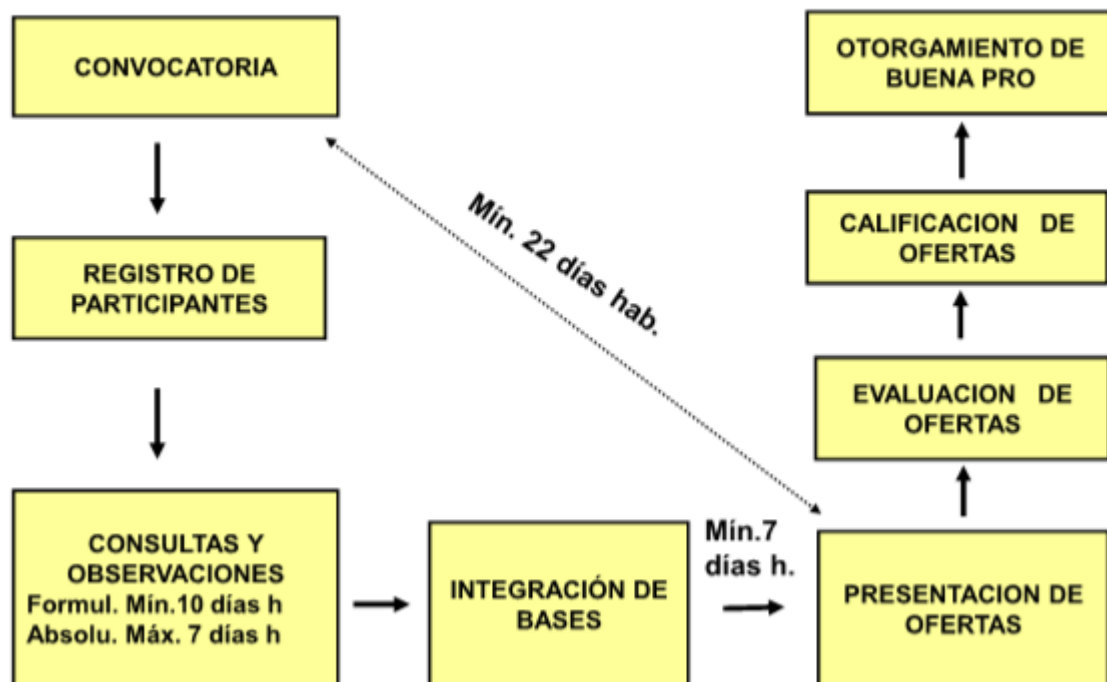 CONVOCATORIA
REGISTRO DE
PARTICIPANTES
CONSULTAS Y
OBSERVACIONES
Formul. Mín.10 días h
Absolu. Máx. 7 días h
INTEGRACIÓN DE
BASES
Mín.7
días h.
PRESENTACION DE
OFERTAS
Mín. 22 días hab.
EVALUACION DE
OFERTAS
CALIFICACION DE
OFERTAS
OTORGAMIENTO DE
BUENA PRO